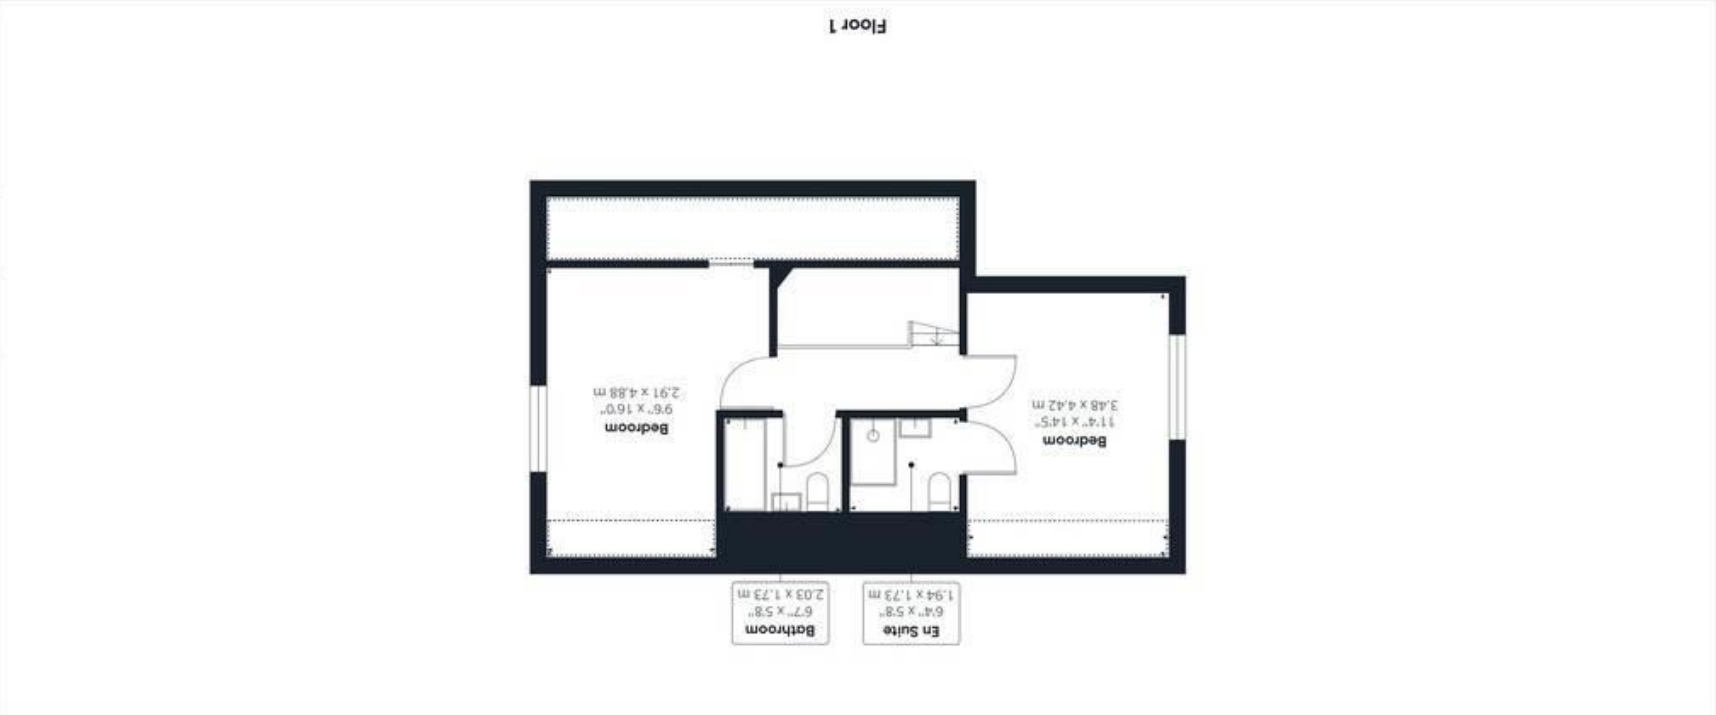 En Suite
6'4" x 5'8"
1.94 x 1.73 m
Bathroom
6'7" x 5'8"
2.03 x 1.73 m
Bedroom
11'4" x 14'5"
3.48 x 4.42 m
Bedroom
9'6" x 16'0"
2.91 x 4.88 m
Floor 1